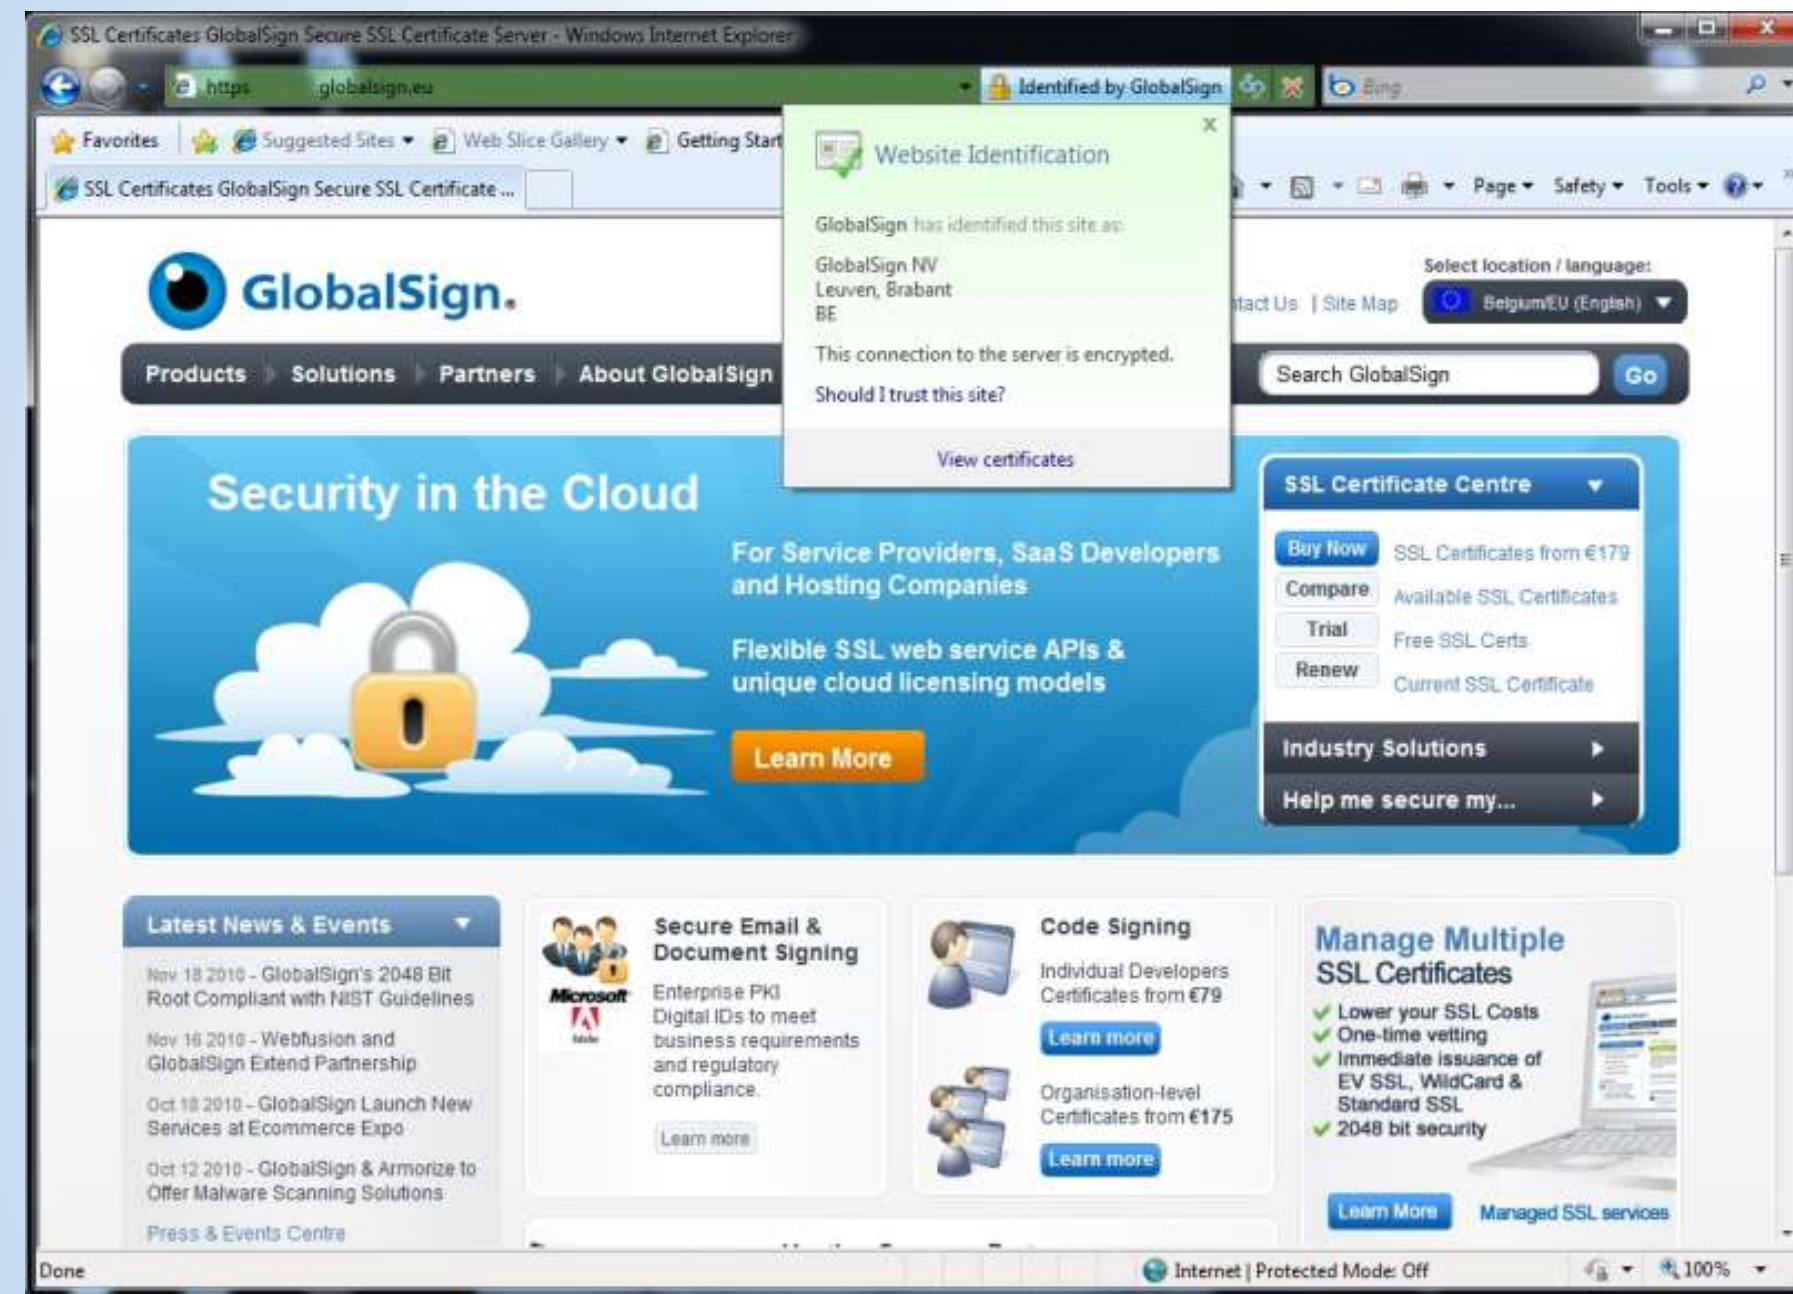 SSL Certificates GlobalSign Secure SSL Certificate Server - Windows Internet Explorer
https globalsign.eu
Identified by GlobalSign
Bing
Favorites
Suggested Sites
Web Slice Gallery
Getting Start
SSL Certificates GlobalSign Secure SSL Certificate ...
Page
Safety
Tools
Website Identification
GlobalSign has identified this site as:
GlobalSign NV
Leuven, Brabant
BE
This connection to the server is encrypted.
Should I trust this site?
View certificates
GlobalSign.
Select location / language:
tact Us | Site Map
Belgium/EU (English)
Products
Solutions
Partners
About GlobalSign
Search GlobalSign
Go
Security in the Cloud
For Service Providers, SaaS Developers
and Hosting Companies
Flexible SSL web service APIs &
unique cloud licensing models
Learn More
SSL Certificate Centre
Buy Now SSL Certificates from €179
Compare Available SSL Certificates
Trial Free SSL Certs
Renew Current SSL Certificate
Industry Solutions
Help me secure my...
Latest News & Events
Nov 18 2010 - GlobalSign's 2048 Bit
Root Compliant with NIST Guidelines
Nov 16 2010 - Webfusion and
GlobalSign Extend Partnership
Oct 18 2010 - GlobalSign Launch New
Services at Ecommerce Expo
Oct 12 2010 - GlobalSign & Armorize to
Offer Malware Scanning Solutions
Press & Events Centre
Microsoft
Adobe
Secure Email &
Document Signing
Enterprise PKI
Digital IDs to meet
business requirements
and regulatory
compliance.
Learn more
Code Signing
Individual Developers
Certificates from €79
Learn more
Organisation-level
Certificates from €175
Learn more
Manage Multiple
SSL Certificates
Lower your SSL Costs
One-time vetting
Immediate issuance of
EV SSL, WildCard &
Standard SSL
2048 bit security
Learn More
Managed SSL services
Done
Internet | Protected Mode: Off
100%